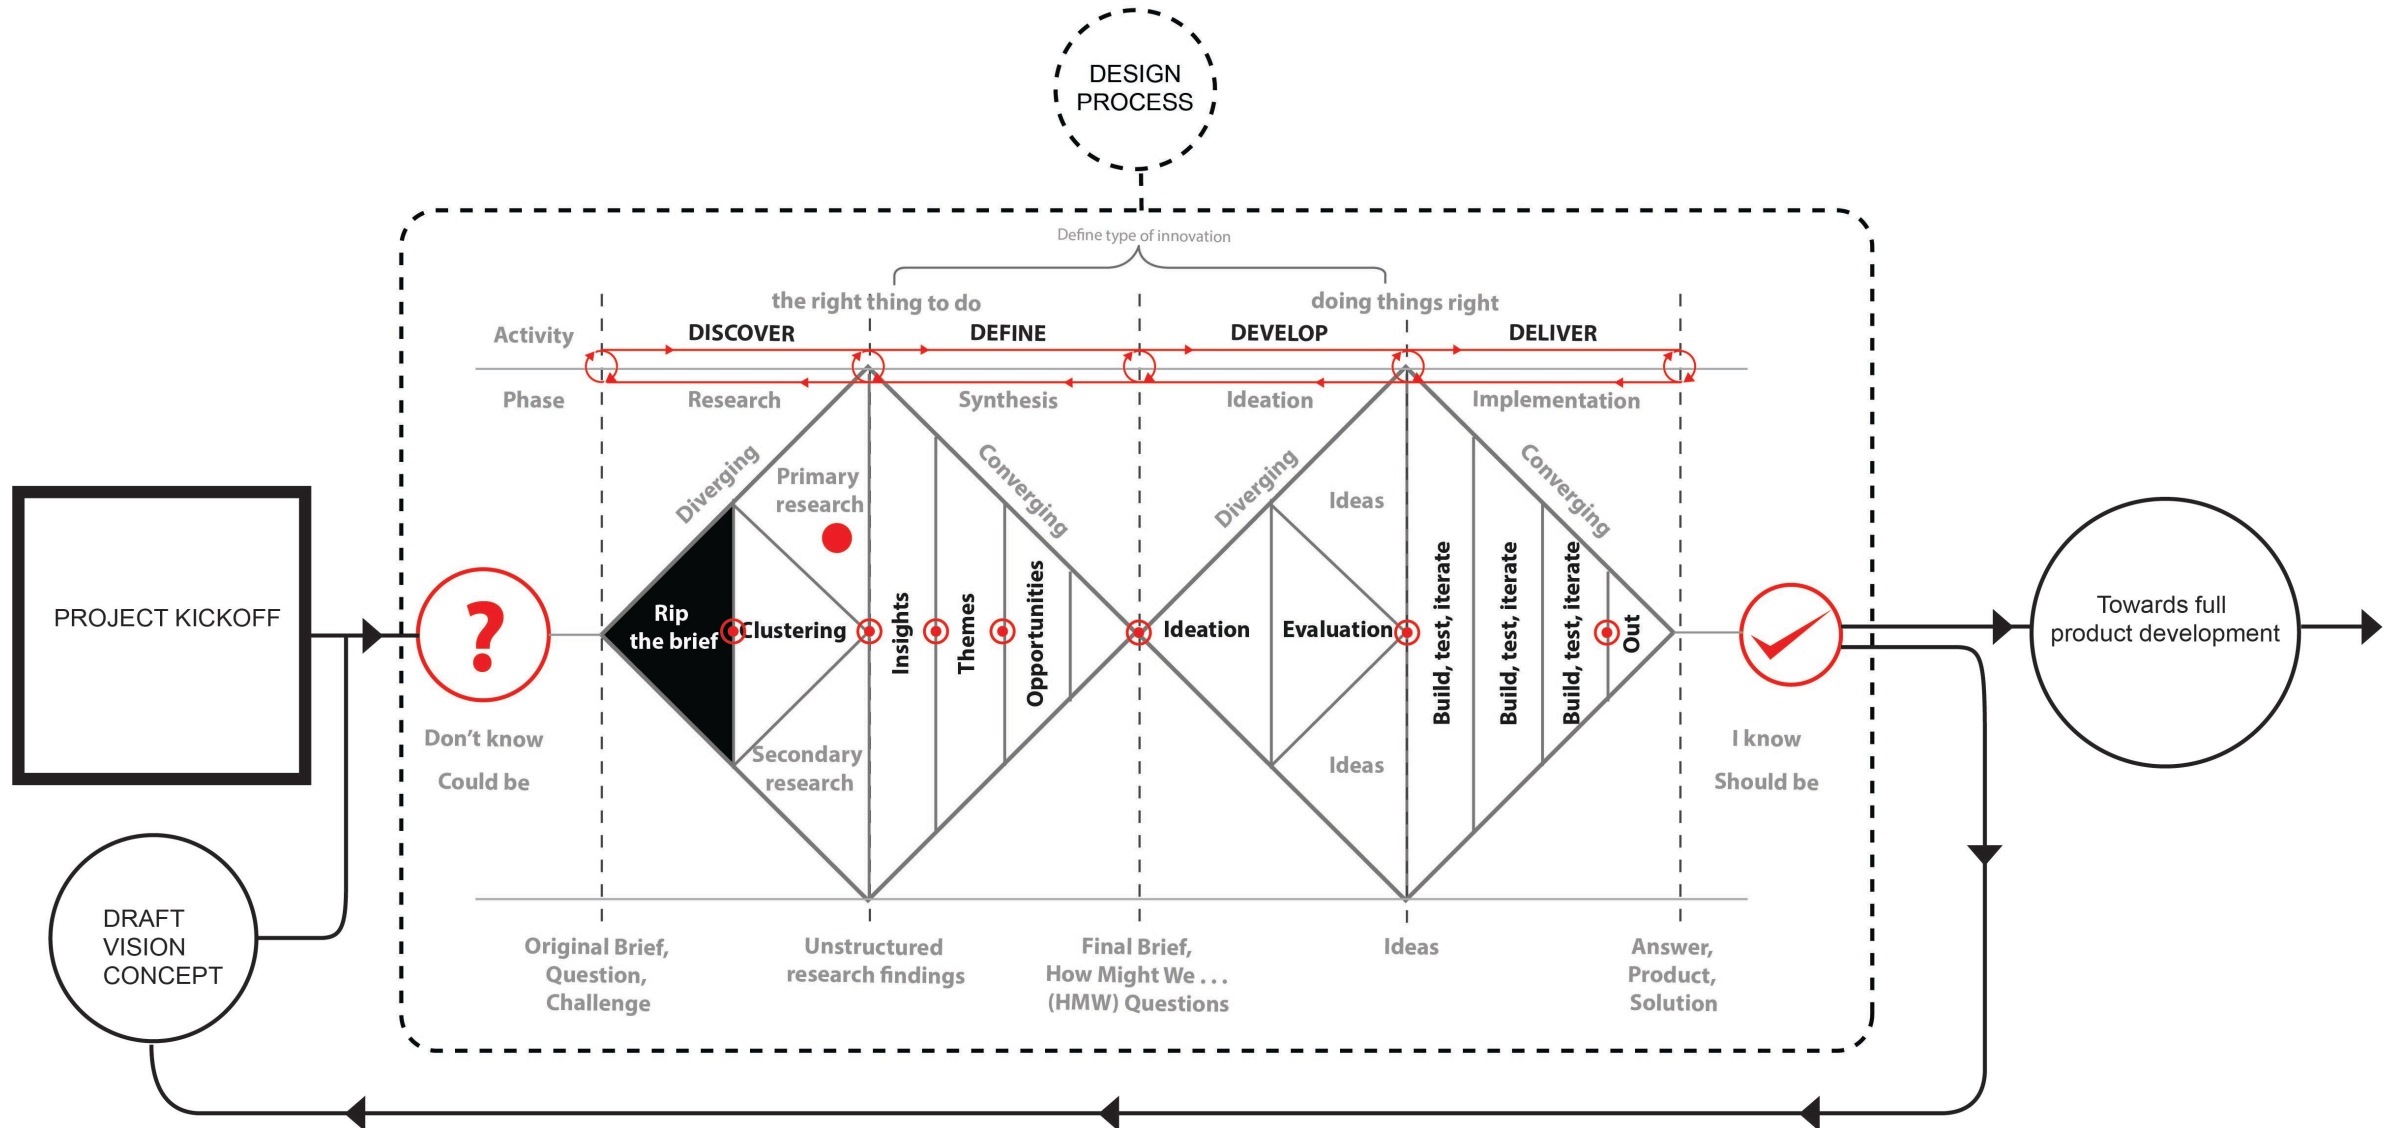 DESIGN
PROCESS
Define type of innovation
the right thing to do
doing things right
Activity
DISCOVER
DEFINE
DEVELOP
DELIVER
Phase
Research
Synthesis
Ideation
Implementation
PROJECT KICKOFF
?
Don't know
Could be
Diverging
Primary
research
Rip
the brief
Clustering
Secondary
research
Insights
Themes
Opportunities
Converging
Diverging
Ideas
Ideation
Evaluation
Ideas
Build, test, iterate
Build, test, iterate
Build, test, iterate
Out
Converging
I know
Should be
Towards full
product development
DRAFT
VISION
CONCEPT
Original Brief,
Question,
Challenge
Unstructured
research findings
Final Brief,
How Might We . . .
(HMW) Questions
Ideas
Answer,
Product,
Solution